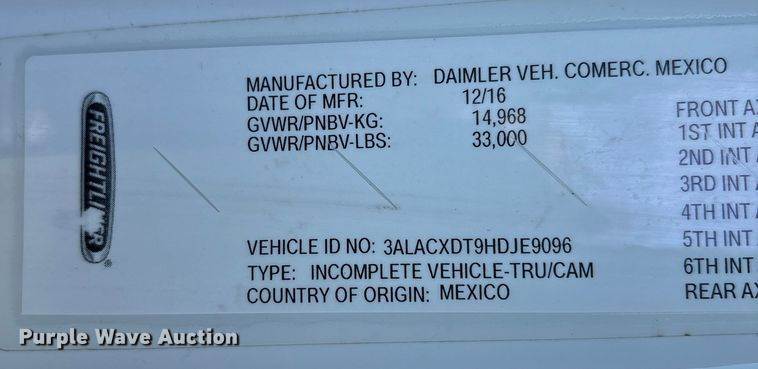 FREIGHTLINER
®
MANUFACTURED BY: DAIMLER VEH. COMERC. MEXICO
DATE OF MFR: 12/16
GVWR/PNBV-KG: 14,968
GVWR/PNBV-LBS: 33,000
VEHICLE ID NO: 3ALACXDT9HDJE9096
TYPE: INCOMPLETE VEHICLE-TRU/CAM
COUNTRY OF ORIGIN: MEXICO
FRONT
1ST INT
2ND INT
3RD INT
4TH INT
5TH INT
6TH INT
REAR
Purple Wave Auction